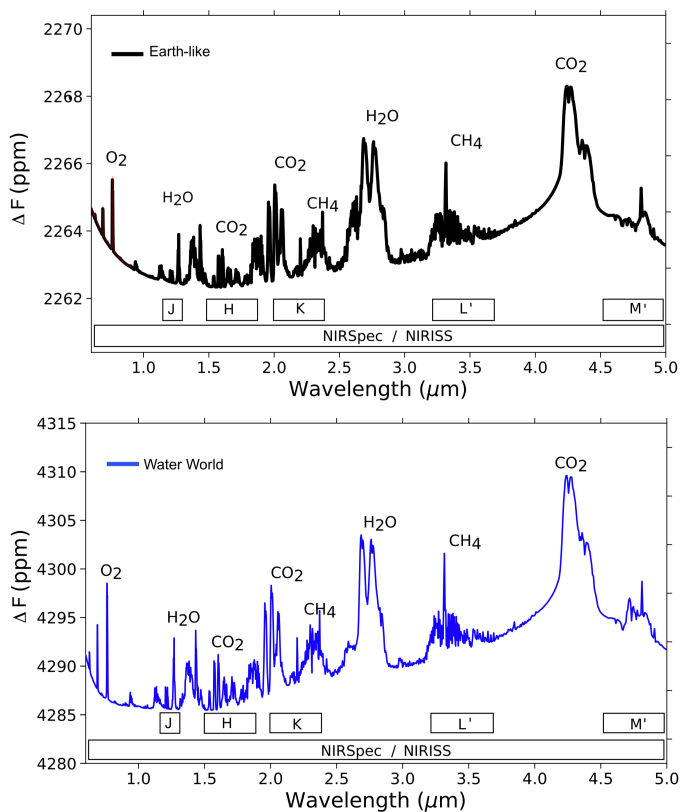 2270
Earth-like
CO2
2268
H2O
2266
CH4
O2
CO2
H2O
CH4
2264
CO2
2262
J
H
K
L'
M'
NIRSpec / NIRISS
ΔF (ppm)
1.0 1.5 2.0 2.5 3.0 3.5 4.0 4.5 5.0
Wavelength (μm)
4315
Water World
CO2
4310
H2O
4305
CH4
O2
CO2
4300
H2O
CH4
4295
CO2
4290
4285
J
H
K
L'
M'
NIRSpec / NIRISS
4280
ΔF (ppm)
1.0 1.5 2.0 2.5 3.0 3.5 4.0 4.5 5.0
Wavelength (μm)